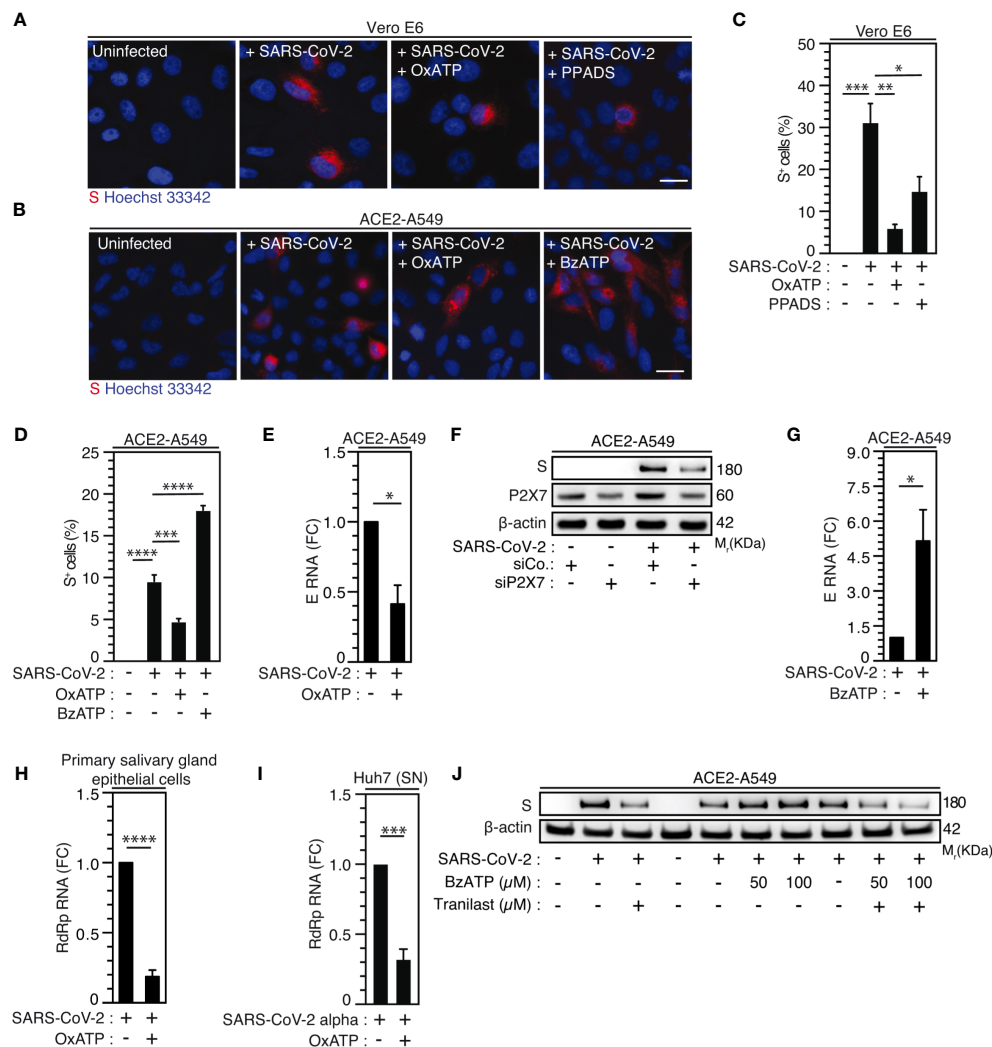 A
Vero E6
Uninfected
+ SARS-CoV-2
+ SARS-CoV-2
+ OxATP
+ SARS-CoV-2
+ PPADS
S Hoechst 33342
B
ACE2-A549
Uninfected
+ SARS-CoV-2
+ SARS-CoV-2
+ OxATP
+ SARS-CoV-2
+ BzATP
S Hoechst 33342
C
Vero E6
S+ cells (%)
50
40
30
20
10
0
*** ** *
SARS-CoV-2 : - + + +
OxATP : - - + -
PPADS : - - - +
D
ACE2-A549
S+ cells (%)
25
20
15
10
5
0
****
*** 
****
SARS-CoV-2 : - + + +
OxATP : - - + -
BzATP : - - - +
E
ACE2-A549
E RNA (FC)
1.5
1.0
0.5
0
*
SARS-CoV-2 : + +
OxATP : - +
F
ACE2-A549
S 180
P2X7 60
β-actin 42
SARS-CoV-2 : - - + + Mr(KDa)
siCo. : + - + -
siP2X7 : - + - +
G
ACE2-A549
E RNA (FC)
9.0
7.5
6.0
4.5
3.0
1.5
0
*
SARS-CoV-2 : + +
BzATP : - +
H
Primary salivary gland
epithelial cells
RdRp RNA (FC)
1.5
1.0
0.5
0
****
SARS-CoV-2 : + +
OxATP : - +
I
Huh7 (SN)
RdRp RNA (FC)
1.5
1.0
0.5
0
***
SARS-CoV-2 alpha : + +
OxATP : - +
J
ACE2-A549
S 180
β-actin 42
Mr(KDa)
SARS-CoV-2 : - + + - + + + + + +
BzATP (µM) : - - - - - 50 100 - 50 100
Tranilast (µM) : - - + - - - - - + +